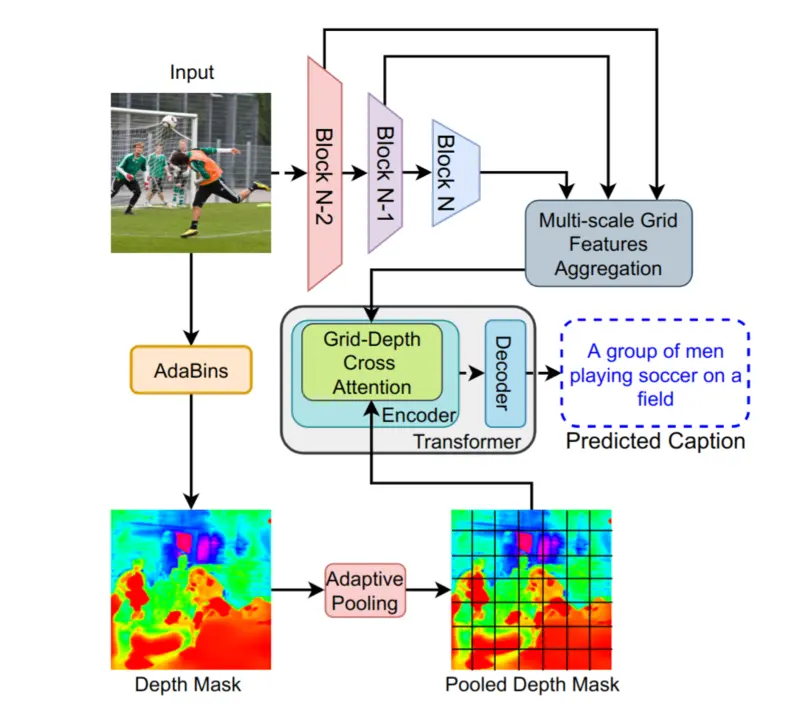 Input
Block N-2
Block N-1
Block N
Multi-scale Grid
Features
Aggregation
AdaBins
Grid-Depth
Cross
Attention
Encoder
Decoder
Transformer
A group of men
playing soccer on a
field
Predicted Caption
Adaptive
Pooling
Depth Mask
Pooled Depth Mask